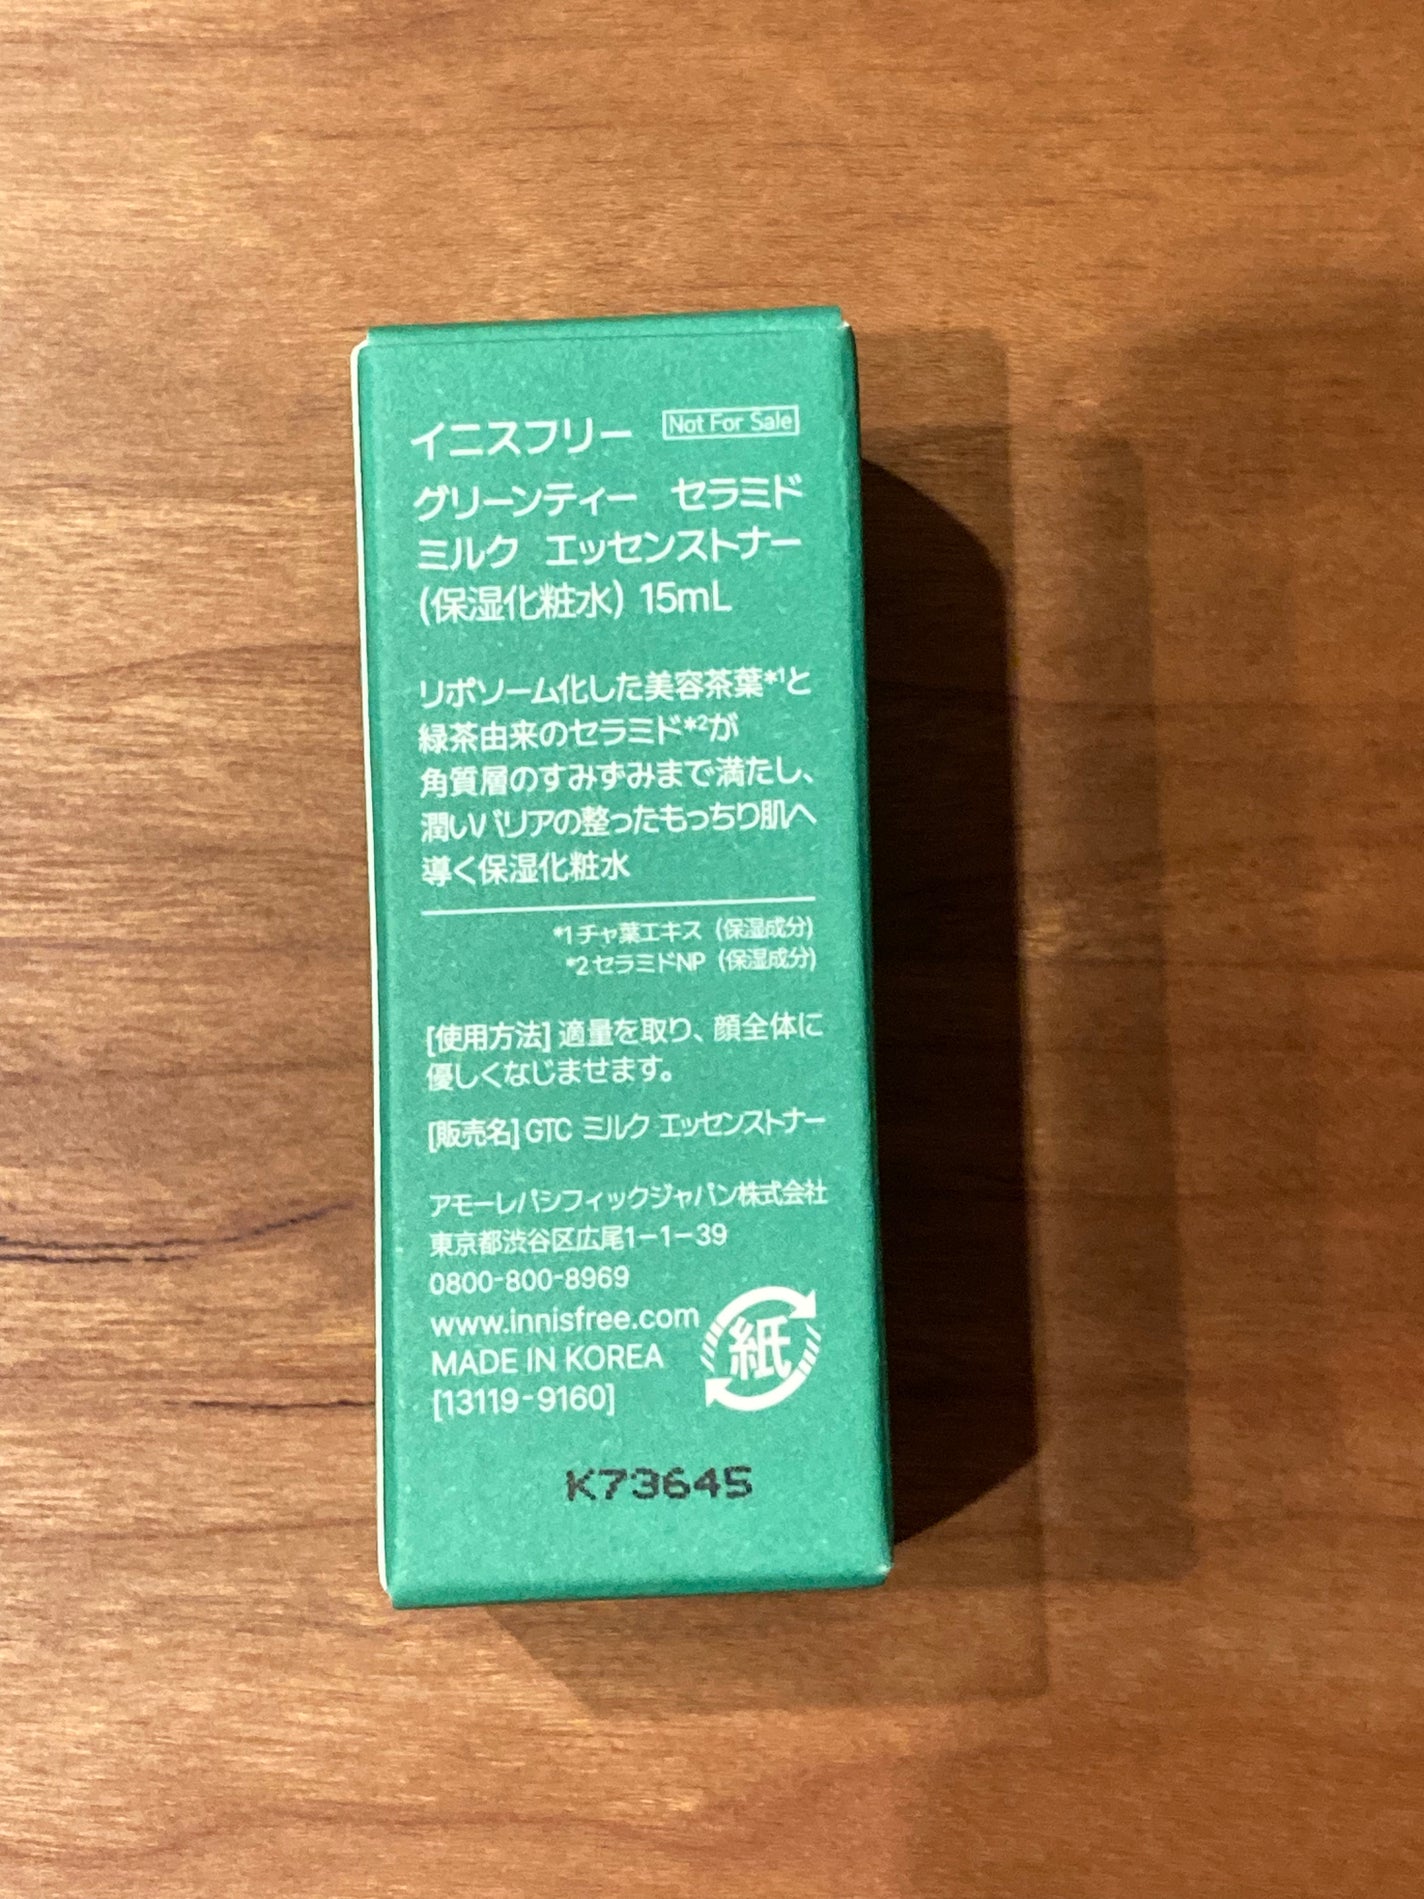 イニスフリー Not For Sale
グリーンティー セラミド
ミルク エッセンストナー
(保湿化粧水) 15mL
リポソーム化した美容茶葉*1と
緑茶由来のセラミド*2が
角質層のすみずみまで満たし、
潤いバリアの整ったもっちり肌へ
導く保湿化粧水
*1 チャ葉エキス (保湿成分)
*2 セラミドNP (保湿成分)
[使用方法] 適量を取り、顔全体に
優しくなじませます。
[販売名] GTC ミルク エッセンストナー
アモーレパシフィックジャパン株式会社
東京都渋谷区広尾1-1-39
0800-800-8969
www.innisfree.com
MADE IN KOREA
[13119-9160]
紙
K73645